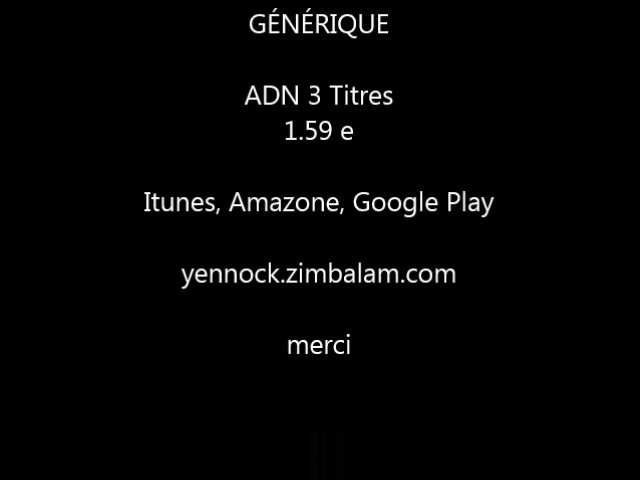 GÉNÉRIQUE
ADN 3 Titres
1.59 e
Itunes, Amazone, Google Play
yennock.zimbalam.com
merci